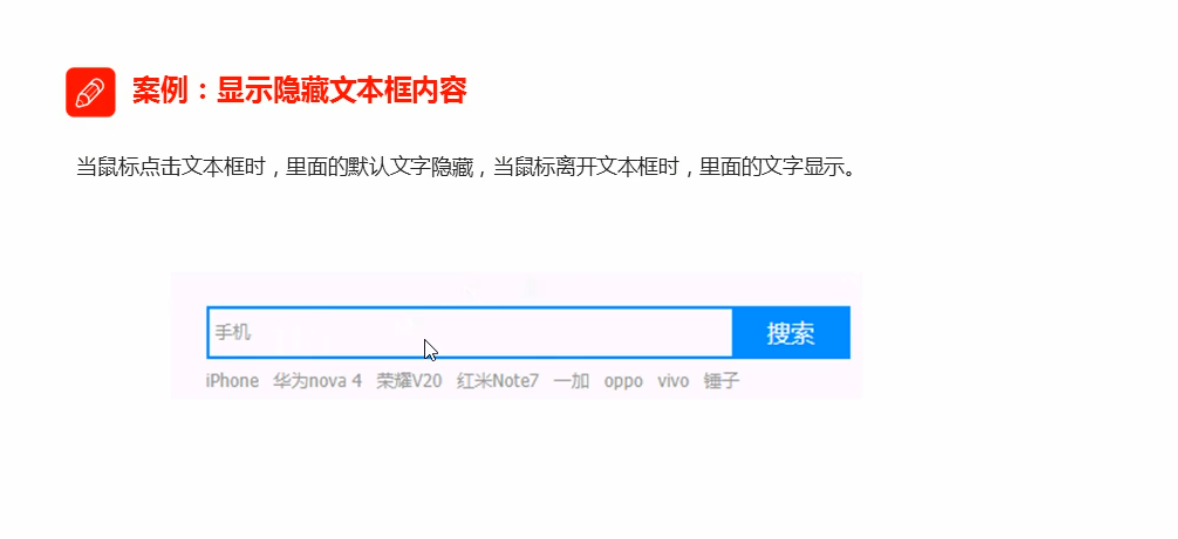 案例：显示隐藏文本框内容
当鼠标点击文本框时，里面的默认文字隐藏，当鼠标离开文本框时，里面的文字显示。
手机 搜索
iPhone 华为nova 4 荣耀V20 红米Note7 一加 oppo vivo 锤子